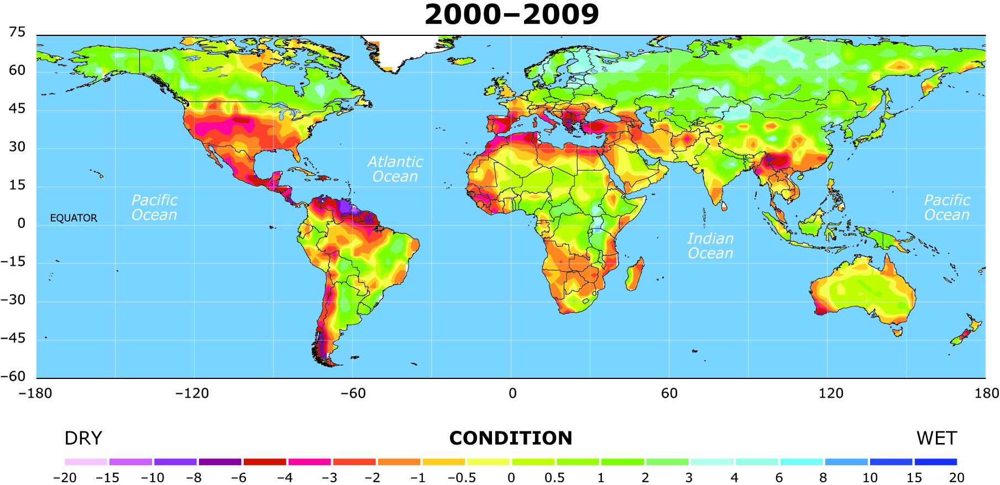 2000–2009
75
60
45
30
15
0
–15
–30
–45
–60
Atlantic
Ocean
Pacific
Ocean
EQUATOR
Indian
Ocean
Pacific
Ocean
–180 –120 –60 0 60 120 180
DRY CONDITION WET
–20 –15 –10 –8 –6 –4 –3 –2 –1 –0.5 0 0.5 1 2 3 4 6 8 10 15 20